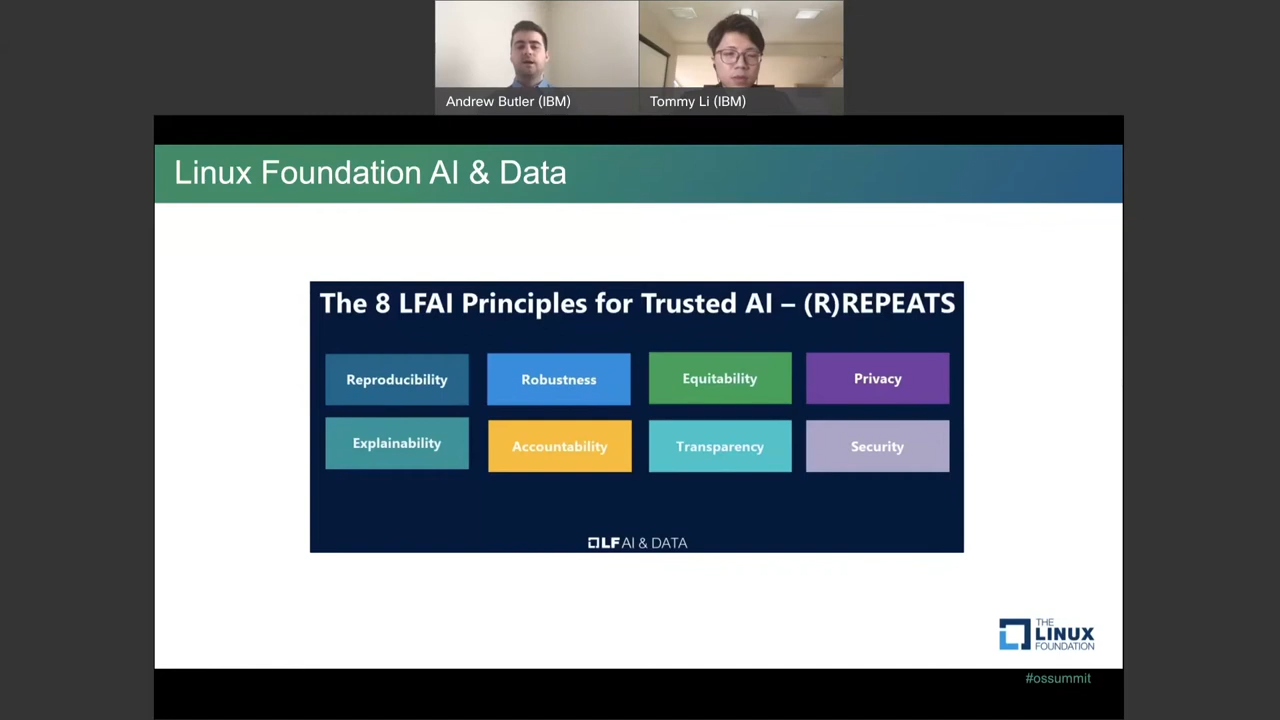 Andrew Butler (IBM)
Tommy Li (IBM)
Linux Foundation AI & Data
The 8 LFAI Principles for Trusted AI – (R)REPEATS
Reproducibility
Robustness
Equitability
Privacy
Explainability
Accountability
Transparency
Security
LF AI & DATA
THE
LINUX
FOUNDATION
#ossummit